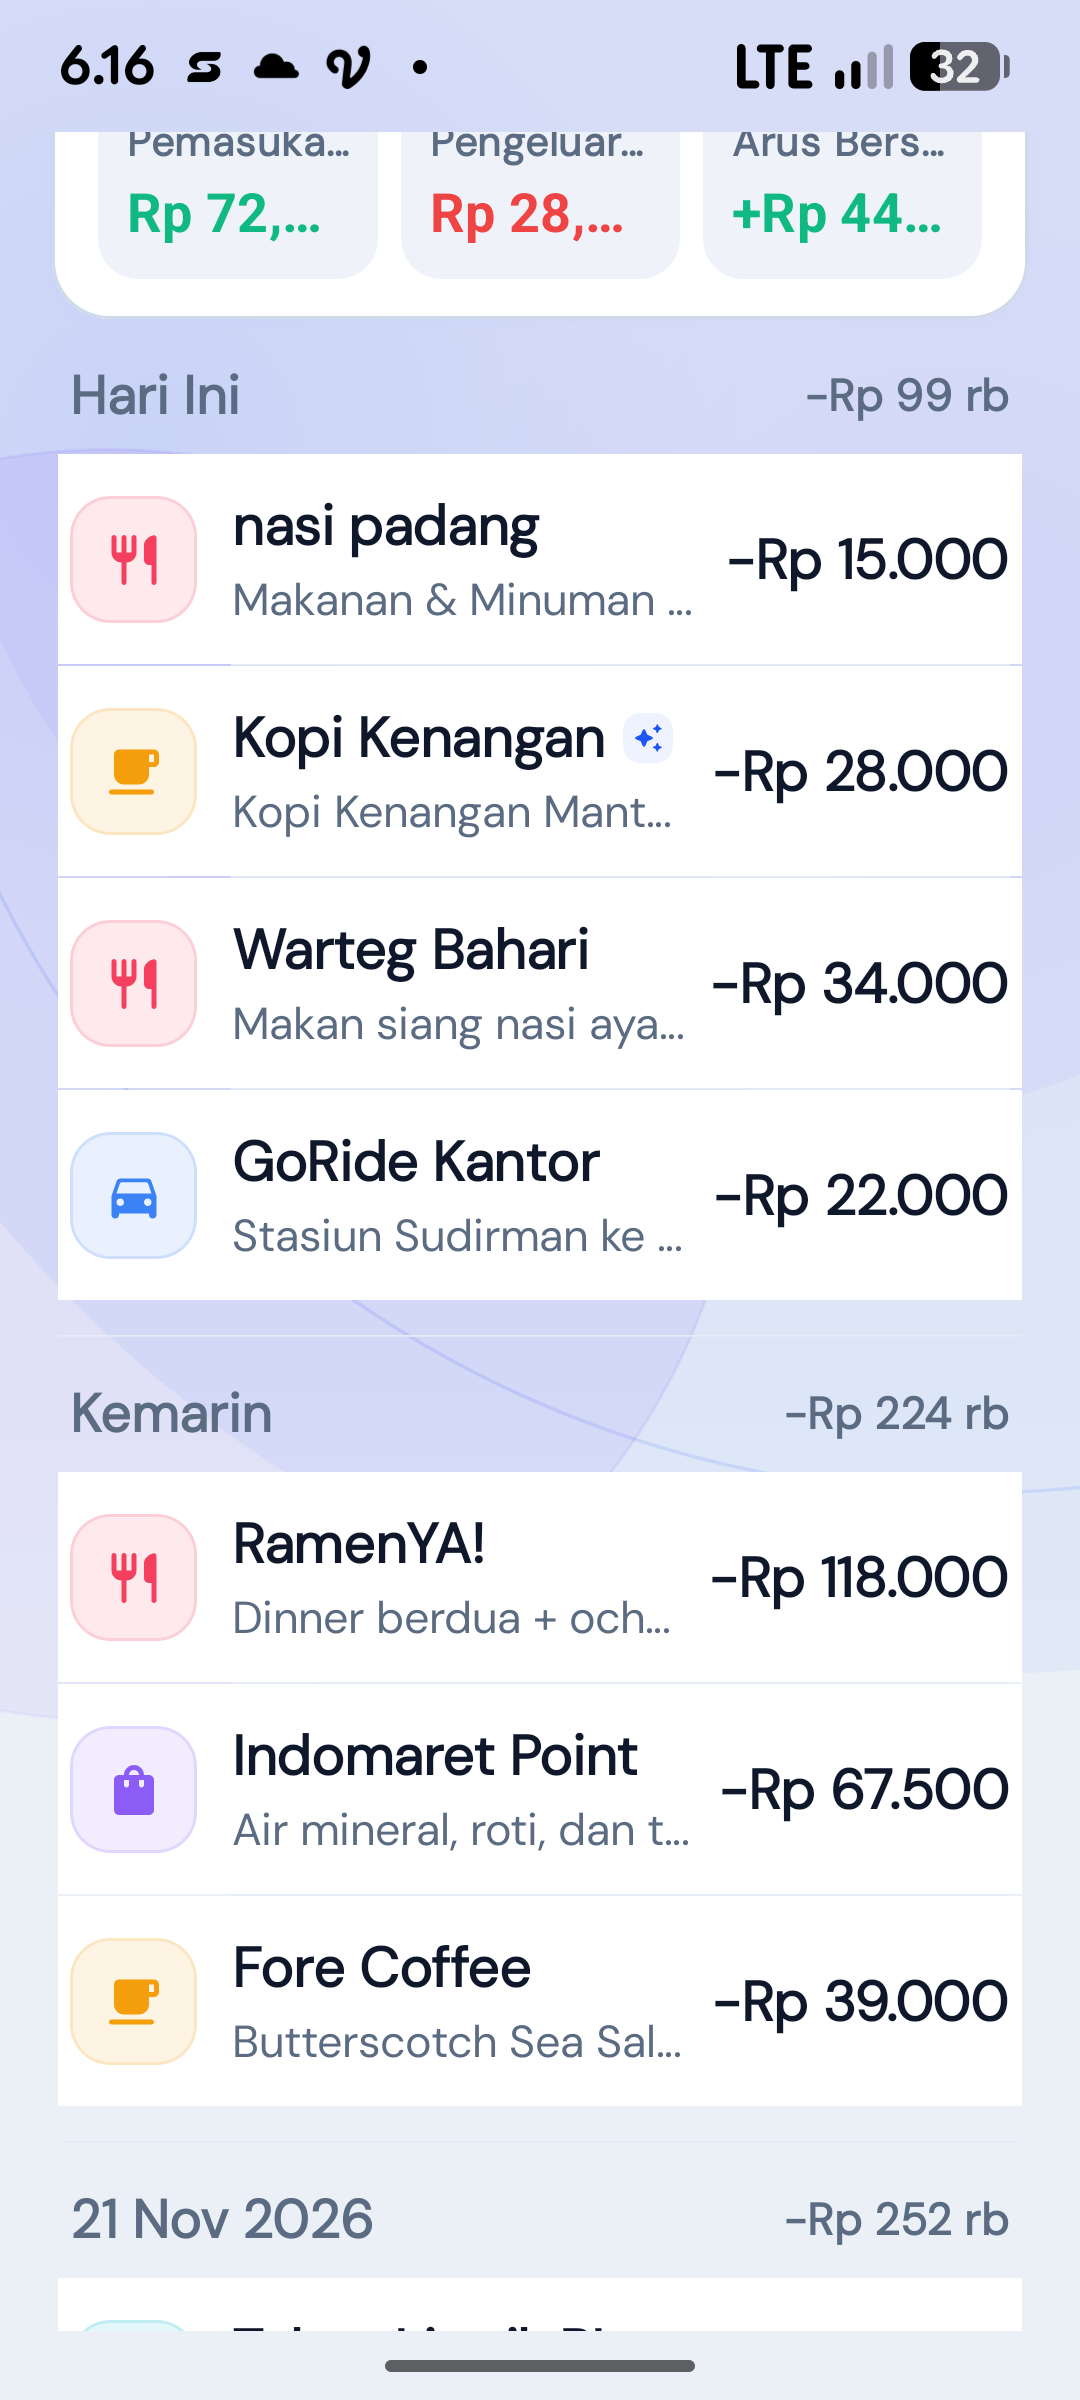 6.16 LTE 32
Pemasuka... Pengeluar... Arus Bers...
Rp 72,... Rp 28,... +Rp 44...
Hari Ini -Rp 99 rb
nasi padang
-Rp 15.000
Makanan & Minuman ...
Kopi Kenangan
-Rp 28.000
Kopi Kenangan Mant...
Warteg Bahari
-Rp 34.000
Makan siang nasi aya...
GoRide Kantor
-Rp 22.000
Stasiun Sudirman ke ...
Kemarin -Rp 224 rb
RamenYA!
-Rp 118.000
Dinner berdua + och...
Indomaret Point
-Rp 67.500
Air mineral, roti, dan t...
Fore Coffee
-Rp 39.000
Butterscotch Sea Sal...
21 Nov 2026 -Rp 252 rb